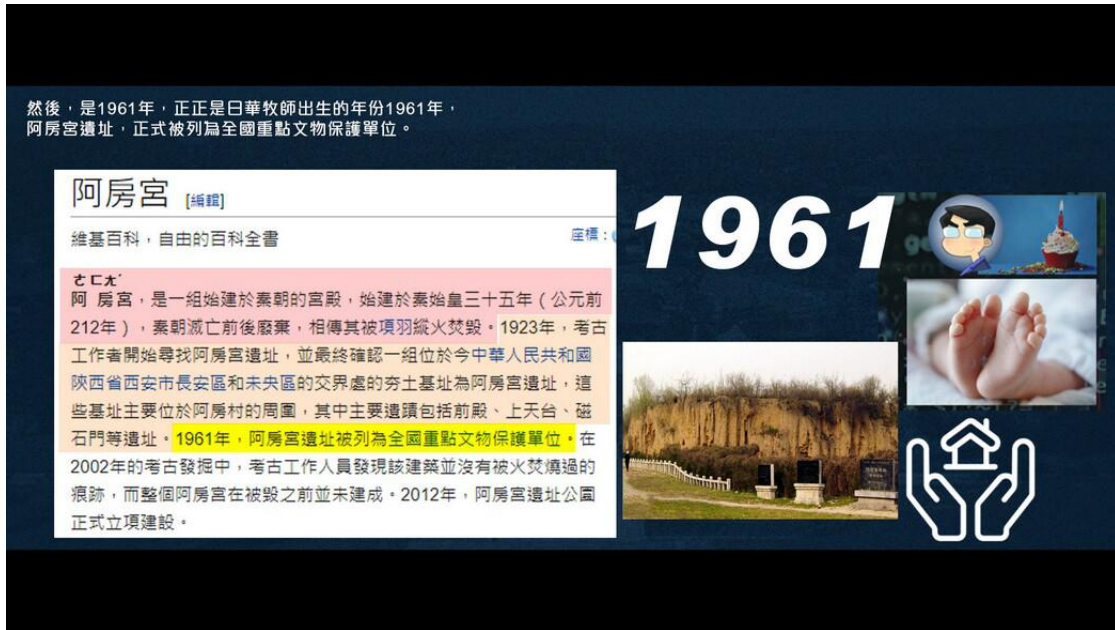 然後，是1961年，正正是日華牧師出生的年份1961年，
阿房宮遺址，正式被列為全國重點文物保護單位。
阿房宮 [編輯]
維基百科，自由的百科全書
座標：
ㄜㄈㄤˊ
阿 房宮，是一組始建於秦朝的宮殿，始建於秦始皇三十五年（公元前
212年），秦朝滅亡前後廢棄，相傳其被項羽縱火焚毀。1923年，考古
工作者開始尋找阿房宮遺址，並最終確認一組位於今中華人民共和國
陝西省西安市長安區和未央區的交界處的夯土基址為阿房宮遺址，這
些基址主要位於阿房村的周圍，其中主要遺蹟包括前殿、上天台、磁
石門等遺址。1961年，阿房宮遺址被列為全國重點文物保護單位。在
2002年的考古發掘中，考古工作人員發現該建築並沒有被火焚燒過的
痕跡，而整個阿房宮在被毀之前並未建成。2012年，阿房宮遺址公園
正式立項建設。
1961